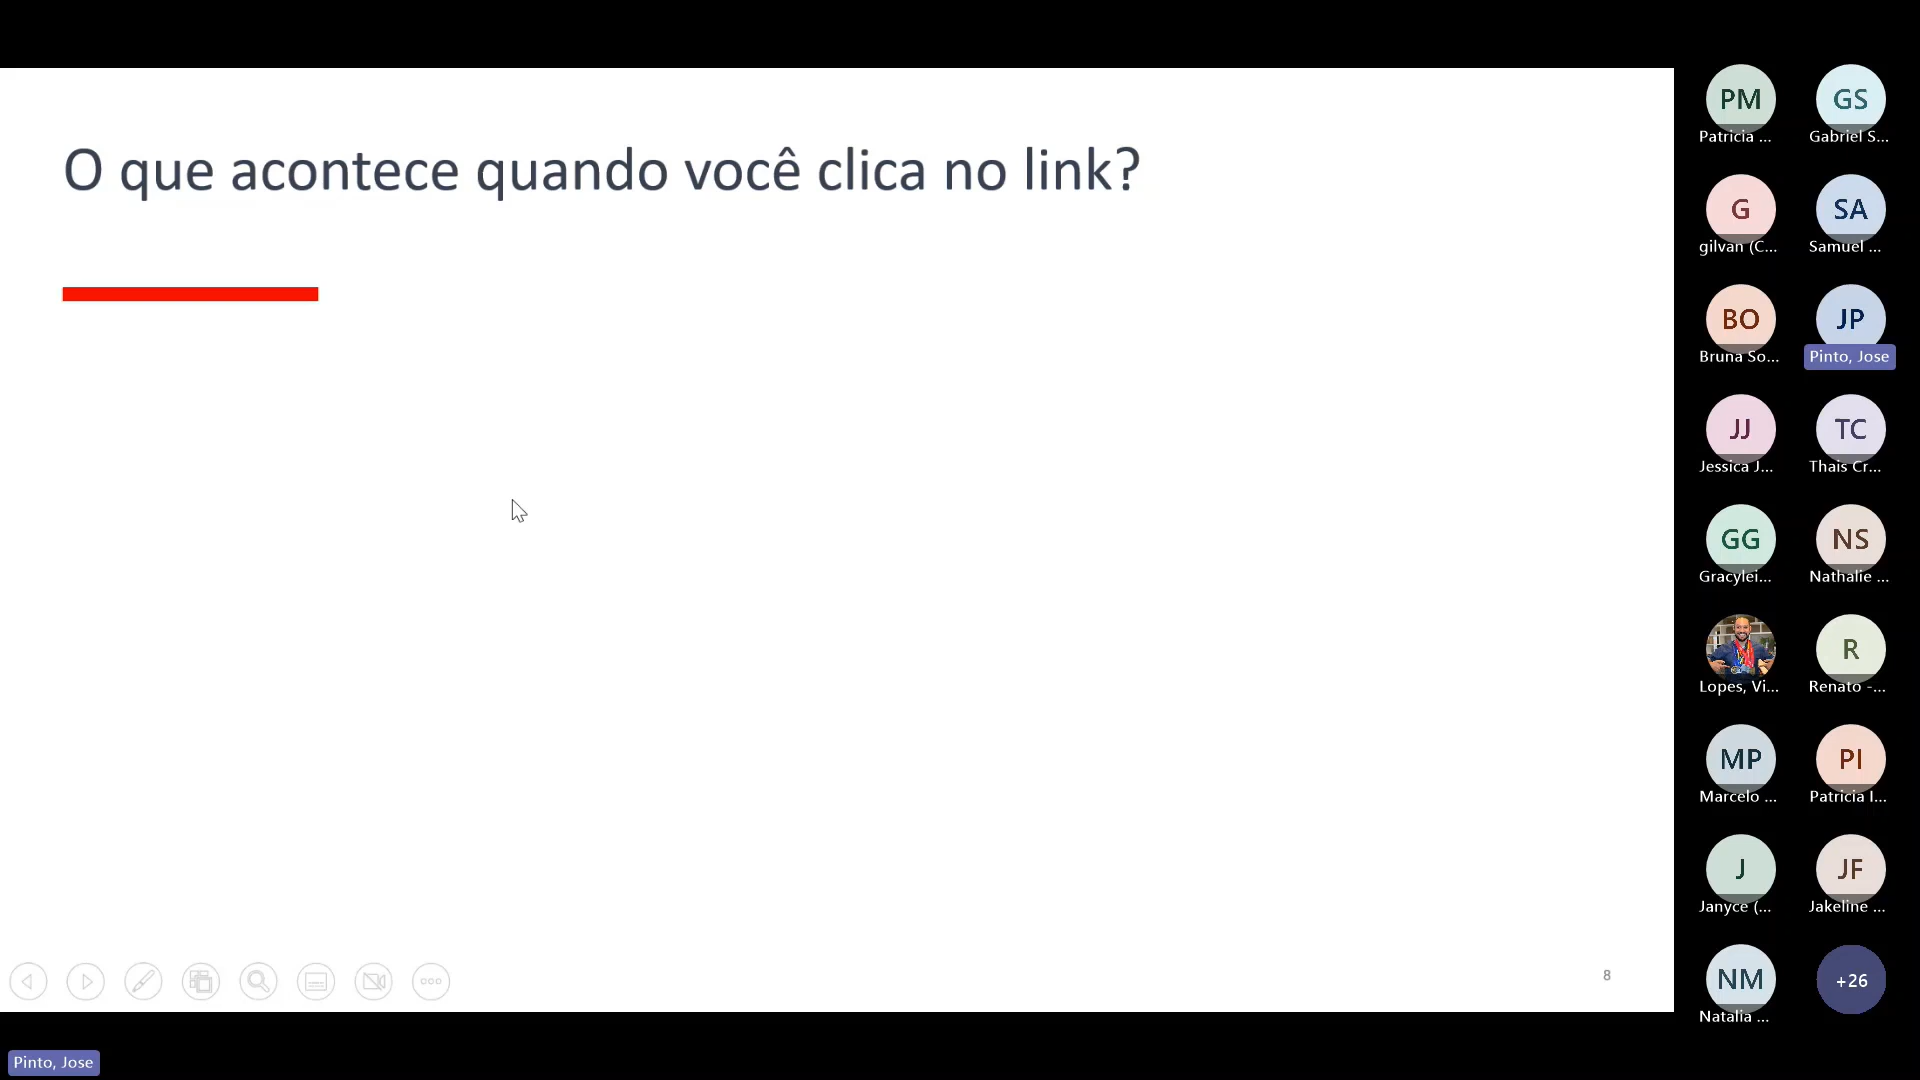 O que acontece quando você clica no link?
8
PM
Patricia ...
GS
Gabriel S...
G
gilvan (C...
SA
Samuel ...
BO
Bruna So...
JP
Pinto, Jose
JJ
Jessica J...
TC
Thais Cr...
GG
Gracylei...
NS
Nathalie ...
Lopes, Vi...
R
Renato -...
MP
Marcelo ...
PI
Patricia I...
J
Janyce (...
JF
Jakeline ...
NM
Natalia ...
+26
Pinto, Jose